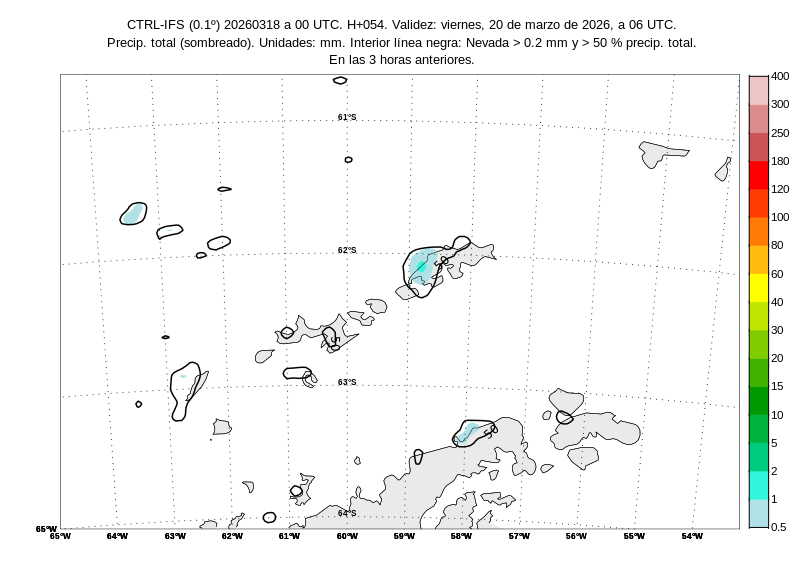 CTRL-IFS (0.1º) 20260318 a 00 UTC. H+054. Validez: viernes, 20 de marzo de 2026, a 06 UTC.
Precip. total (sombreado). Unidades: mm. Interior línea negra: Nevada > 0.2 mm y > 50 % precip. total.
En las 3 horas anteriores.
400
300
250
180
120
100
80
60
40
30
20
15
10
5
2
1
0.5
61°S
62°S
63°S
64°S
65°W
65°W
64°W
63°W
62°W
61°W
60°W
59°W
58°W
57°W
56°W
55°W
54°W